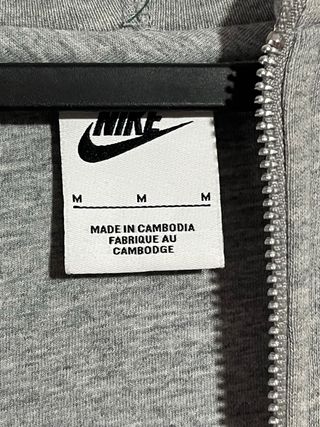 NIKE
M M M
MADE IN CAMBODIA
FABRIQUE AU
CAMBODGE